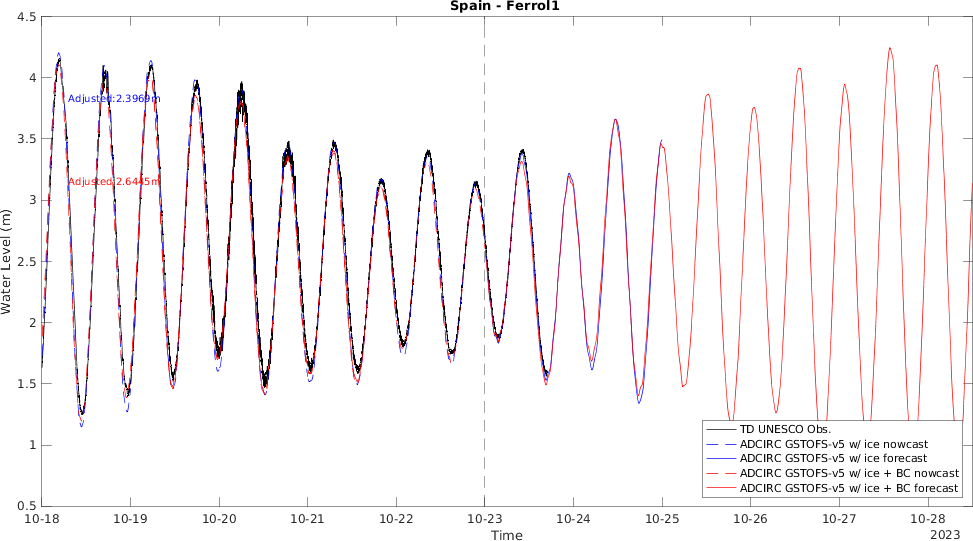 Spain - Ferrol1
4.5
4
3.5
3
2.5
2
1.5
1
0.5
Water Level (m)
Adjusted:2.3969m
Adjusted:2.6445m
TD UNESCO Obs.
ADCIRC GSTOFS-v5 w/ ice nowcast
ADCIRC GSTOFS-v5 w/ ice forecast
ADCIRC GSTOFS-v5 w/ ice + BC nowcast
ADCIRC GSTOFS-v5 w/ ice + BC forecast
10-18 10-19 10-20 10-21 10-22 10-23 10-24 10-25 10-26 10-27 10-28
2023
Time